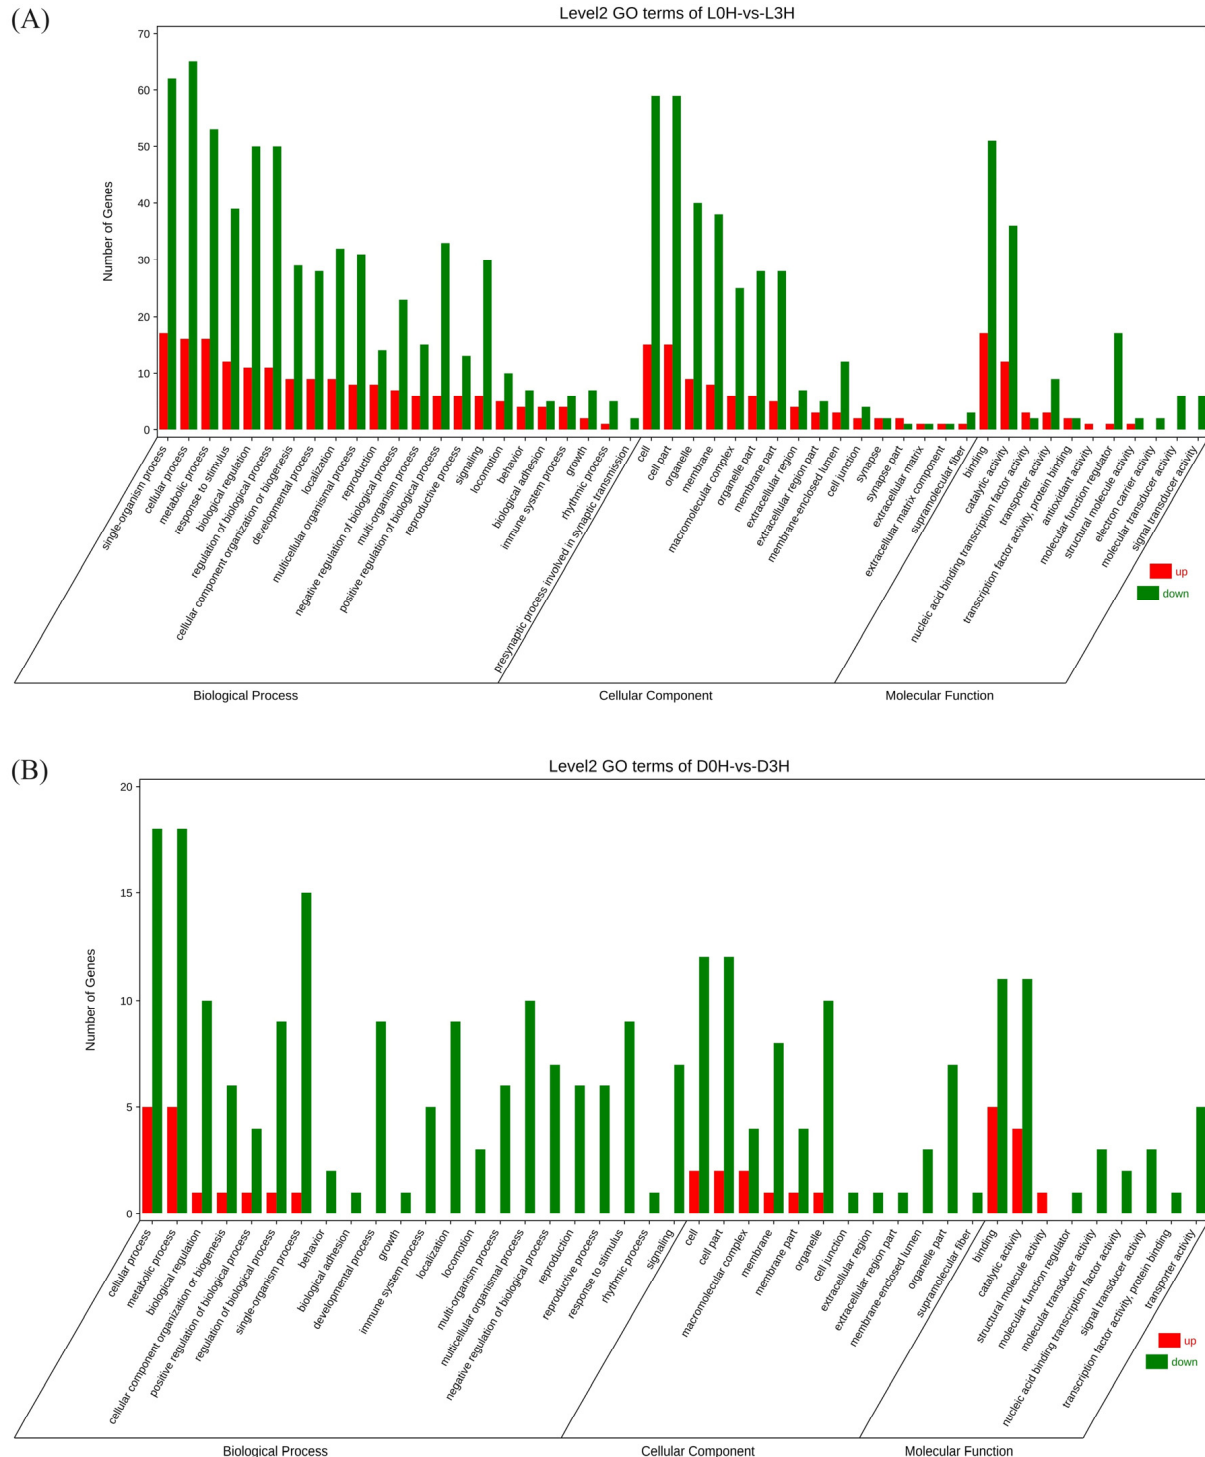 (A)
Level2 GO terms of L0H-vs-L3H
Number of Genes
70
60
50
40
30
20
10
0
single-organism process
cellular process
metabolic process
response to stimulus
biological regulation
regulation of biological process
cellular component organization or biogenesis
developmental process
localization
multicellular organismal process
reproduction
negative regulation of biological process
multi-organism process
positive regulation of biological process
reproductive process
signaling
locomotion
behavior
biological adhesion
immune system process
growth
rhythmic process
presynaptic process involved in synaptic transmission
cell
cell part
organelle
membrane
macromolecular complex
organelle part
membrane part
extracellular region
extracellular region part
membrane-enclosed lumen
cell junction
synapse
synapse part
extracellular matrix
extracellular matrix component
supramolecular fiber
binding
catalytic activity
nucleic acid binding transcription factor activity
transporter activity
transcription factor activity, protein binding
antioxidant activity
molecular function regulator
structural molecule activity
electron carrier activity
molecular transducer activity
signal transducer activity
up
down
Biological Process
Cellular Component
Molecular Function
(B)
Level2 GO terms of D0H-vs-D3H
Number of Genes
20
15
10
5
0
cellular process
metabolic process
biological regulation
cellular component organization or biogenesis
positive regulation of biological process
regulation of biological process
single-organism process
behavior
biological adhesion
developmental process
growth
immune system process
localization
locomotion
multi-organism process
multicellular organismal process
negative regulation of biological process
reproduction
reproductive process
response to stimulus
rhythmic process
signaling
cell
cell part
macromolecular complex
membrane
membrane part
organelle
cell junction
extracellular region
extracellular region part
membrane-enclosed lumen
organelle part
supramolecular fiber
binding
catalytic activity
structural molecule activity
molecular function regulator
molecular transducer activity
nucleic acid binding transcription factor activity
signal transducer activity
transcription factor activity, protein binding
transporter activity
up
down
Biological Process
Cellular Component
Molecular Function